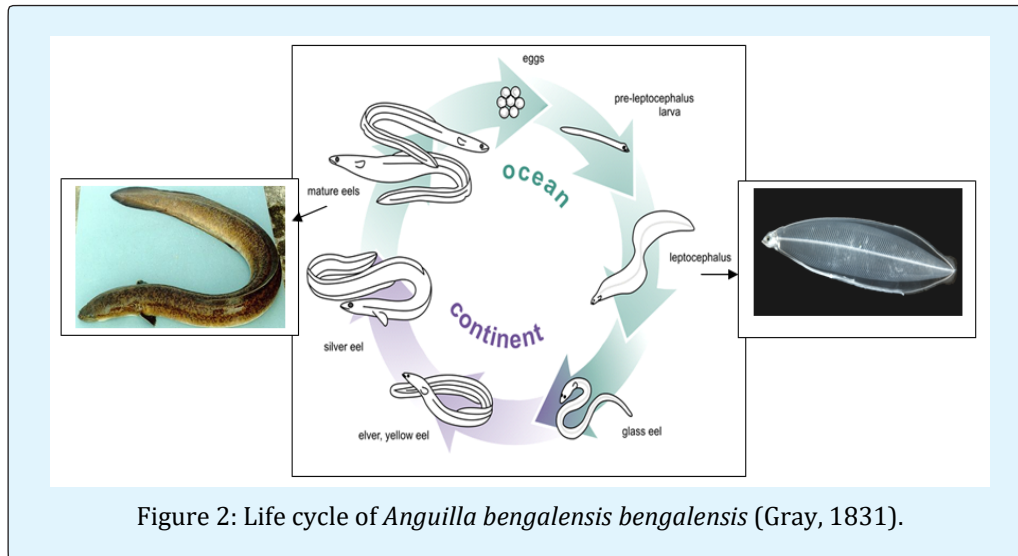 eggs
pre-leptocephalus
larva
ocean
mature eels
leptocephalus
continent
silver eel
elver, yellow eel
glass eel
Figure 2: Life cycle of Anguilla bengalensis bengalensis (Gray, 1831).